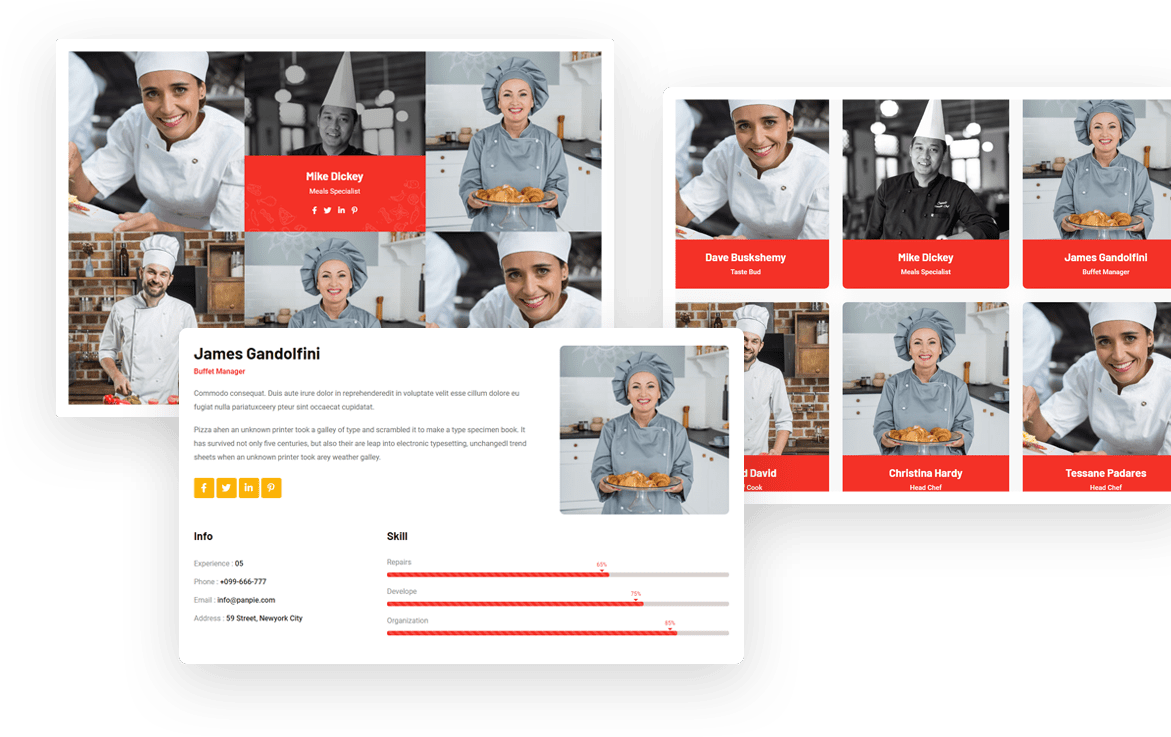 Mike Dickey
Meals Specialist
Dave Buskshemy
Taste Bud
Mike Dickey
Meals Specialist
James Gandolfini
Buffet Manager
d David
Cook
Christina Hardy
Head Chef
Tessane Padares
Head Chef
James Gandolfini
Buffet Manager
Commodo consequat. Duis aute irure dolor in reprehenderedit in voluptate velit esse cillum dolore eu
fugiat nulla pariatuxceery pteur sint occaecat cupidatat.
Pizza ahen an unknown printer took a galley of type and scrambled it to make a type specimen book. It
has survived not only five centuries, but also their are leap into electronic typesetting, unchangedl trend
sheets when an unknown printer took arey weather galley.
Info
Experience : 05
Phone : +099-666-777
Email : info@panpie.com
Address : 59 Street, Newyork City
Skill
Repairs
65%
Develope
75%
Organization
85%